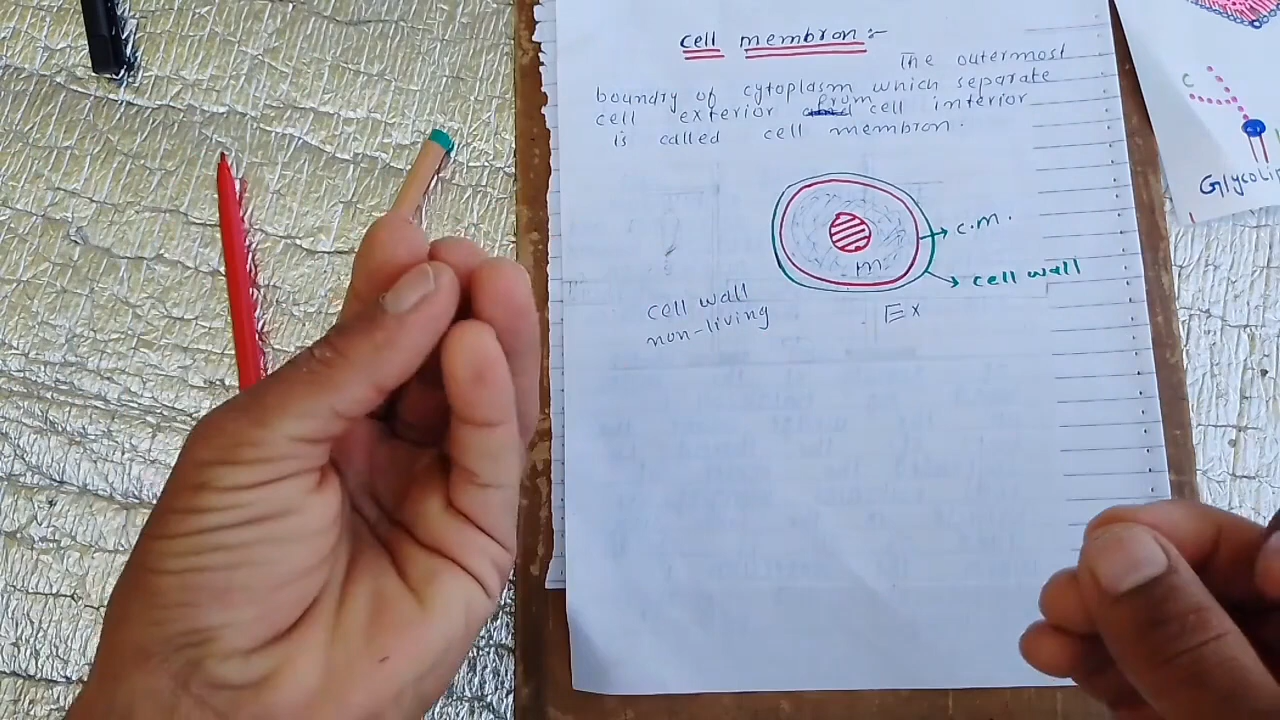 cell membron :-
The outermost
boundry of cytoplasm which separate
cell exterior from cell interior
is called cell membron.
c.m.
m
cell wall
cell wall
non-living
Ex
C